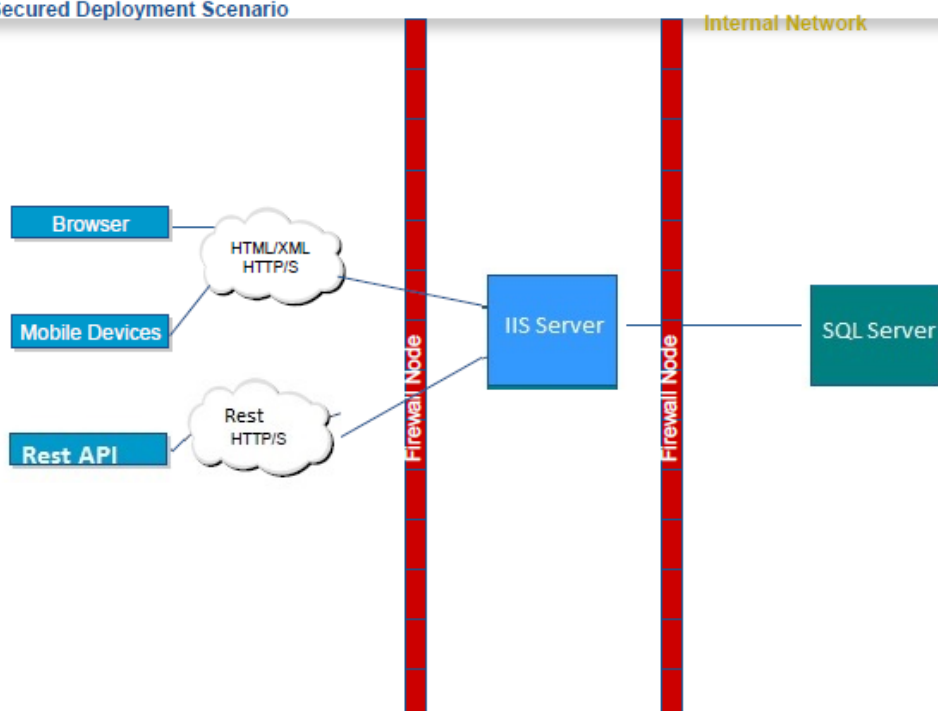 Secured Deployment Scenario
Internal Network
Browser
HTML/XML
HTTP/S
Mobile Devices
IIS Server
SQL Server
Firewall Node
Firewall Node
Rest
HTTP/S
Rest API